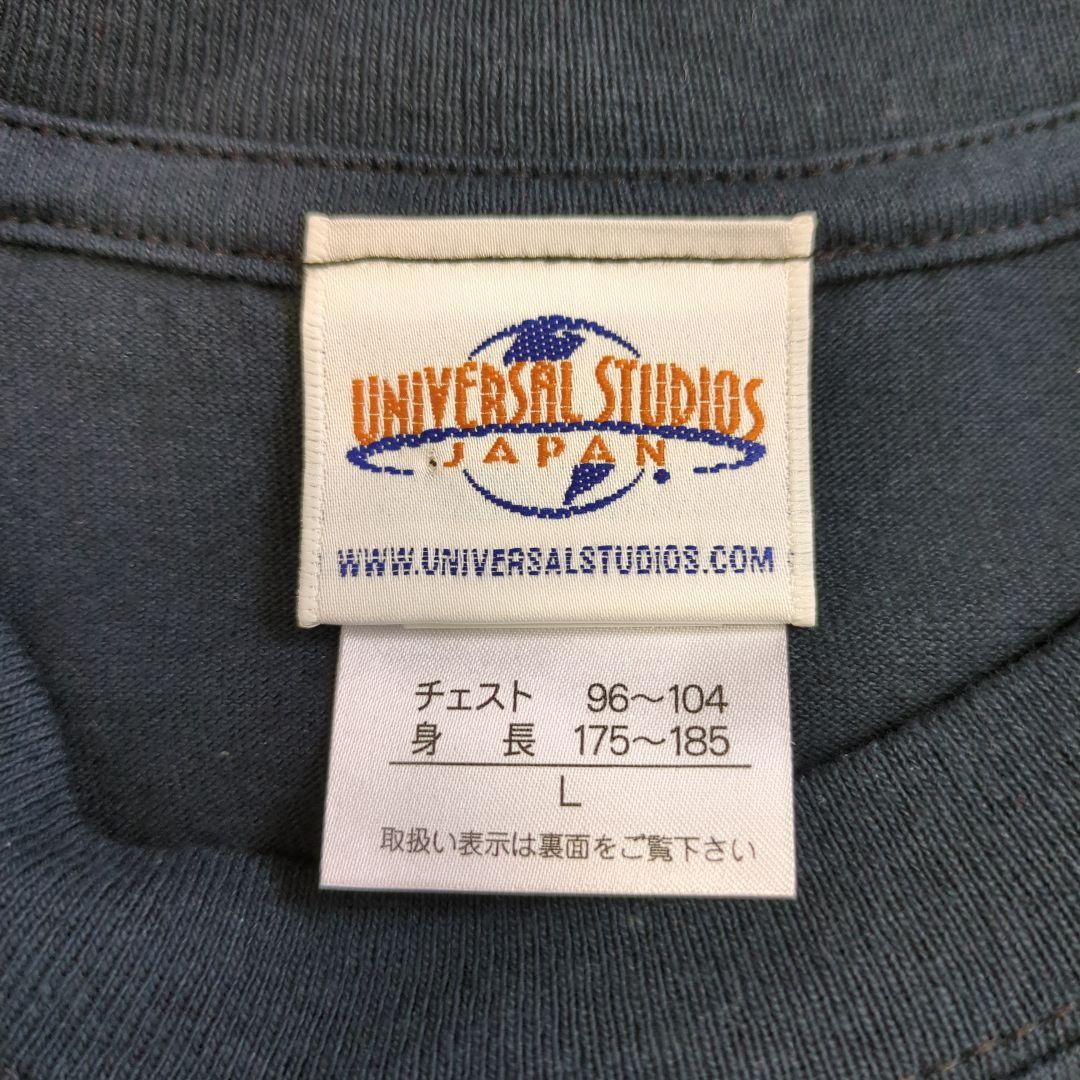 UNIVERSAL STUDIOS
JAPAN
WWW.UNIVERSALSTUDIOS.COM
チェスト 96～104
身長 175～185
L
取扱い表示は裏面をご覧下さい